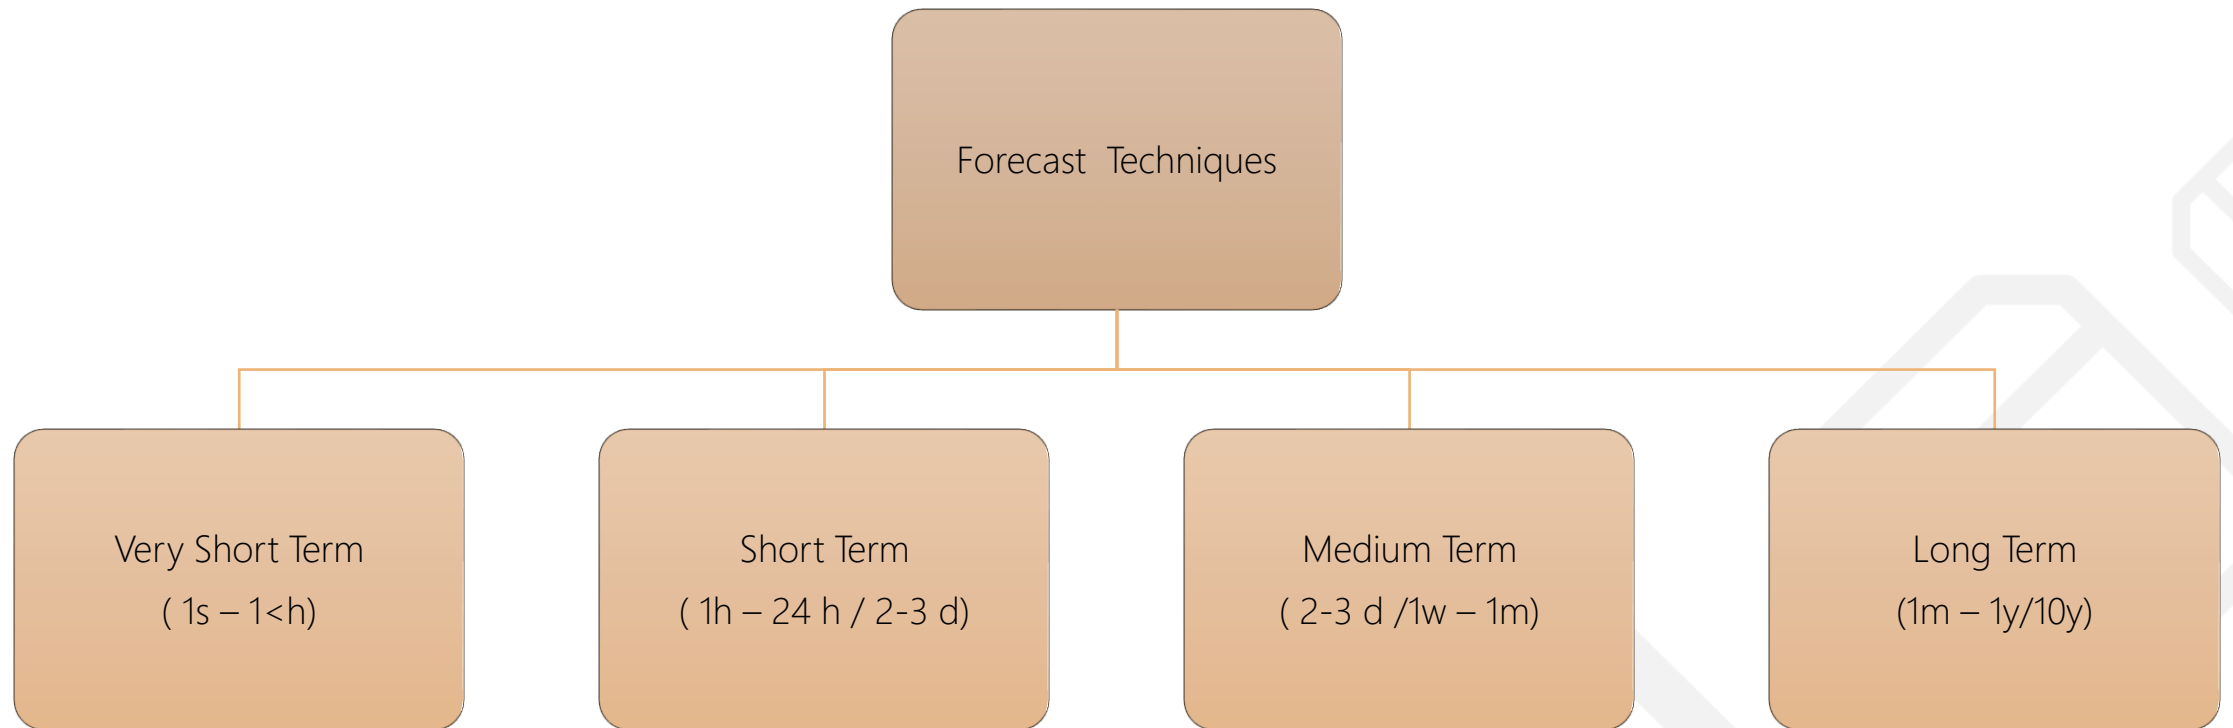 Forecast  Techniques
Very Short Term
( 1s – 1<h)
Short Term
( 1h – 24 h / 2-3 d)
Medium Term
( 2-3 d /1w – 1m)
Long Term
(1m – 1y/10y)